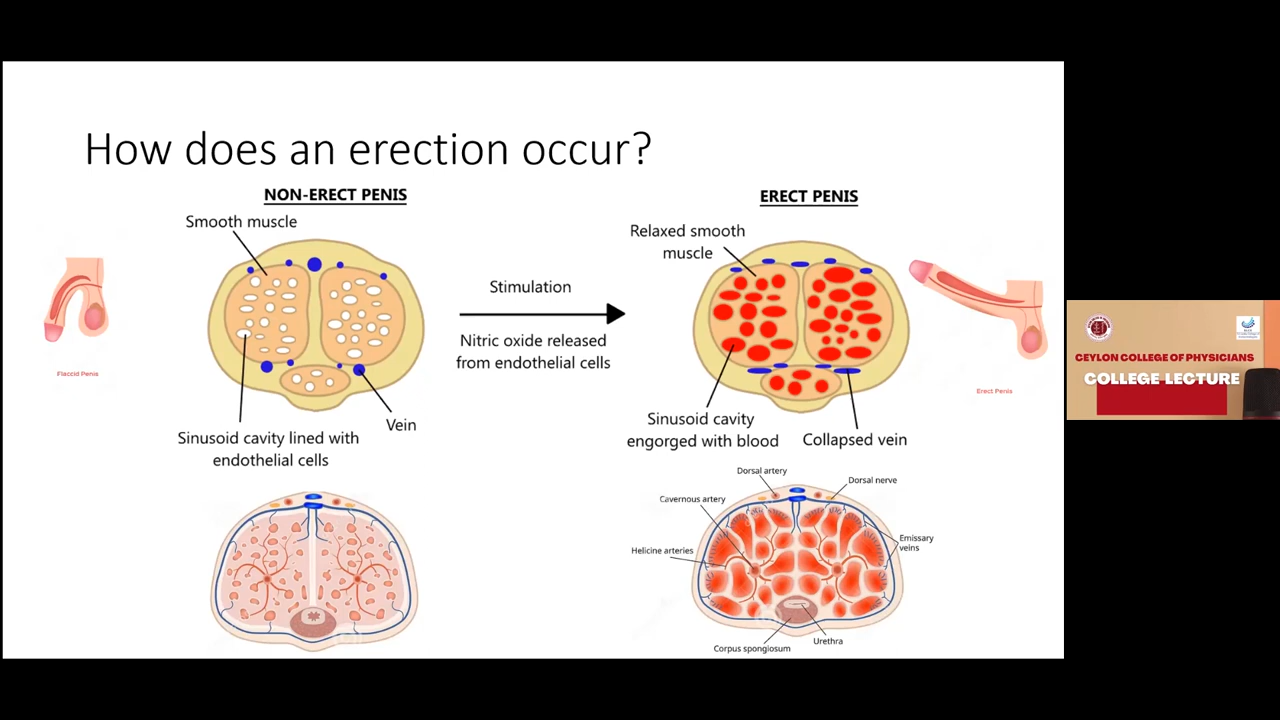 How does an erection occur?
NON-ERECT PENIS
Smooth muscle
Flaccid Penis
Sinusoid cavity lined with
endothelial cells
Vein
Stimulation
Nitric oxide released
from endothelial cells
ERECT PENIS
Relaxed smooth
muscle
Erect Penis
Sinusoid cavity
engorged with blood
Collapsed vein
Dorsal artery
Dorsal nerve
Cavernous artery
Helicine arteries
Emissary
veins
Urethra
Corpus spongiosum
CEYLON COLLEGE OF PHYSICIANS
COLLEGE LECTURE